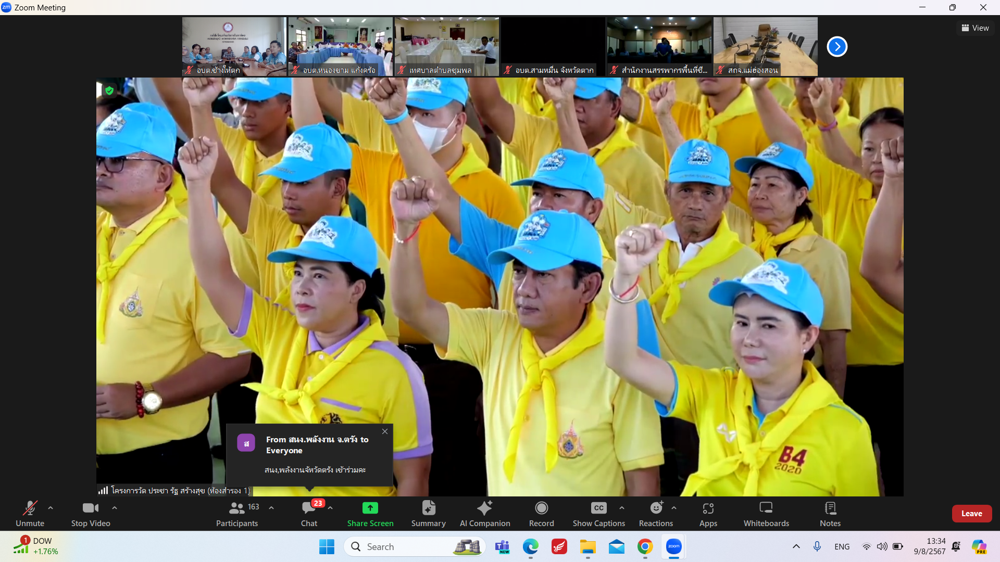 Zoom Meeting
View
อบต.ช้างให้ตก
อบต.หนองขาม แก้งคร้อ
เทศบาลตำบลชุมพล
อบต.สามหมื่น จังหวัดตาก
สำนักงานสรรพากรพื้นที่ชี...
สถจ.แม่ฮ่องสอน
B4
2020
ส
From สนง.พลังงาน จ.ตรัง to
Everyone
สนง,พลังงานจัหวัดตรัง เข้าร่วมคะ
โครงการวัด ประชา รัฐ สร้างสุข (ห้องสำรอง 1)
Unmute
Stop Video
163
Participants
23
Chat
Share Screen
Summary
AI Companion
Record
CC
Show Captions
Reactions
Apps
Whiteboards
Notes
Leave
1
DOW
+1.76%
Search
NEW
zoom
ENG
13:34
9/8/2567
PRE